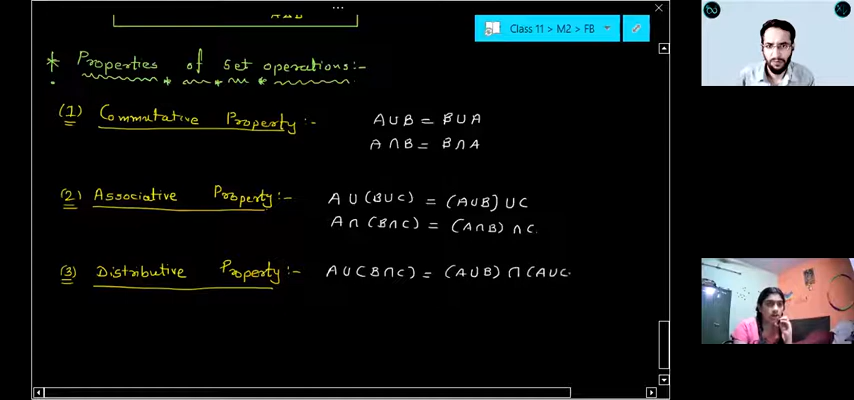 Class 11 > M2 > FB
* Properties of Set operations:-
(1) Commutative Property :- A∪B = B∪A
A∩B = B∩A
(2) Associative Property :- A ∪ (B∪C) = (A∪B) ∪C
A∩ (B∩C) = (A∩B) ∩C.
(3) Distributive Property :- A∪(B∩C) = (A∪B) ∩ (A∪C